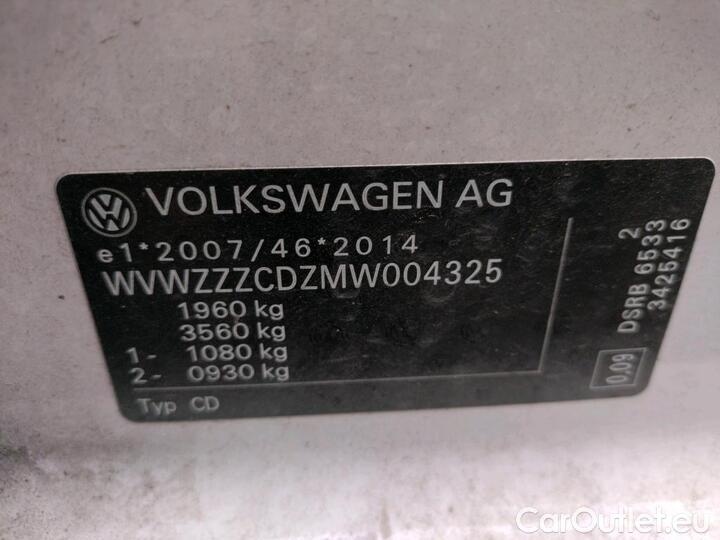 VOLKSWAGEN AG
e1*2007/46*2014
WVWZZZCDZMW004325
1960 kg
3560 kg
1- 1080 kg
2- 0930 kg
Typ CD
2
DSRB 6533
3425416
0,09
CarOutlet.eu